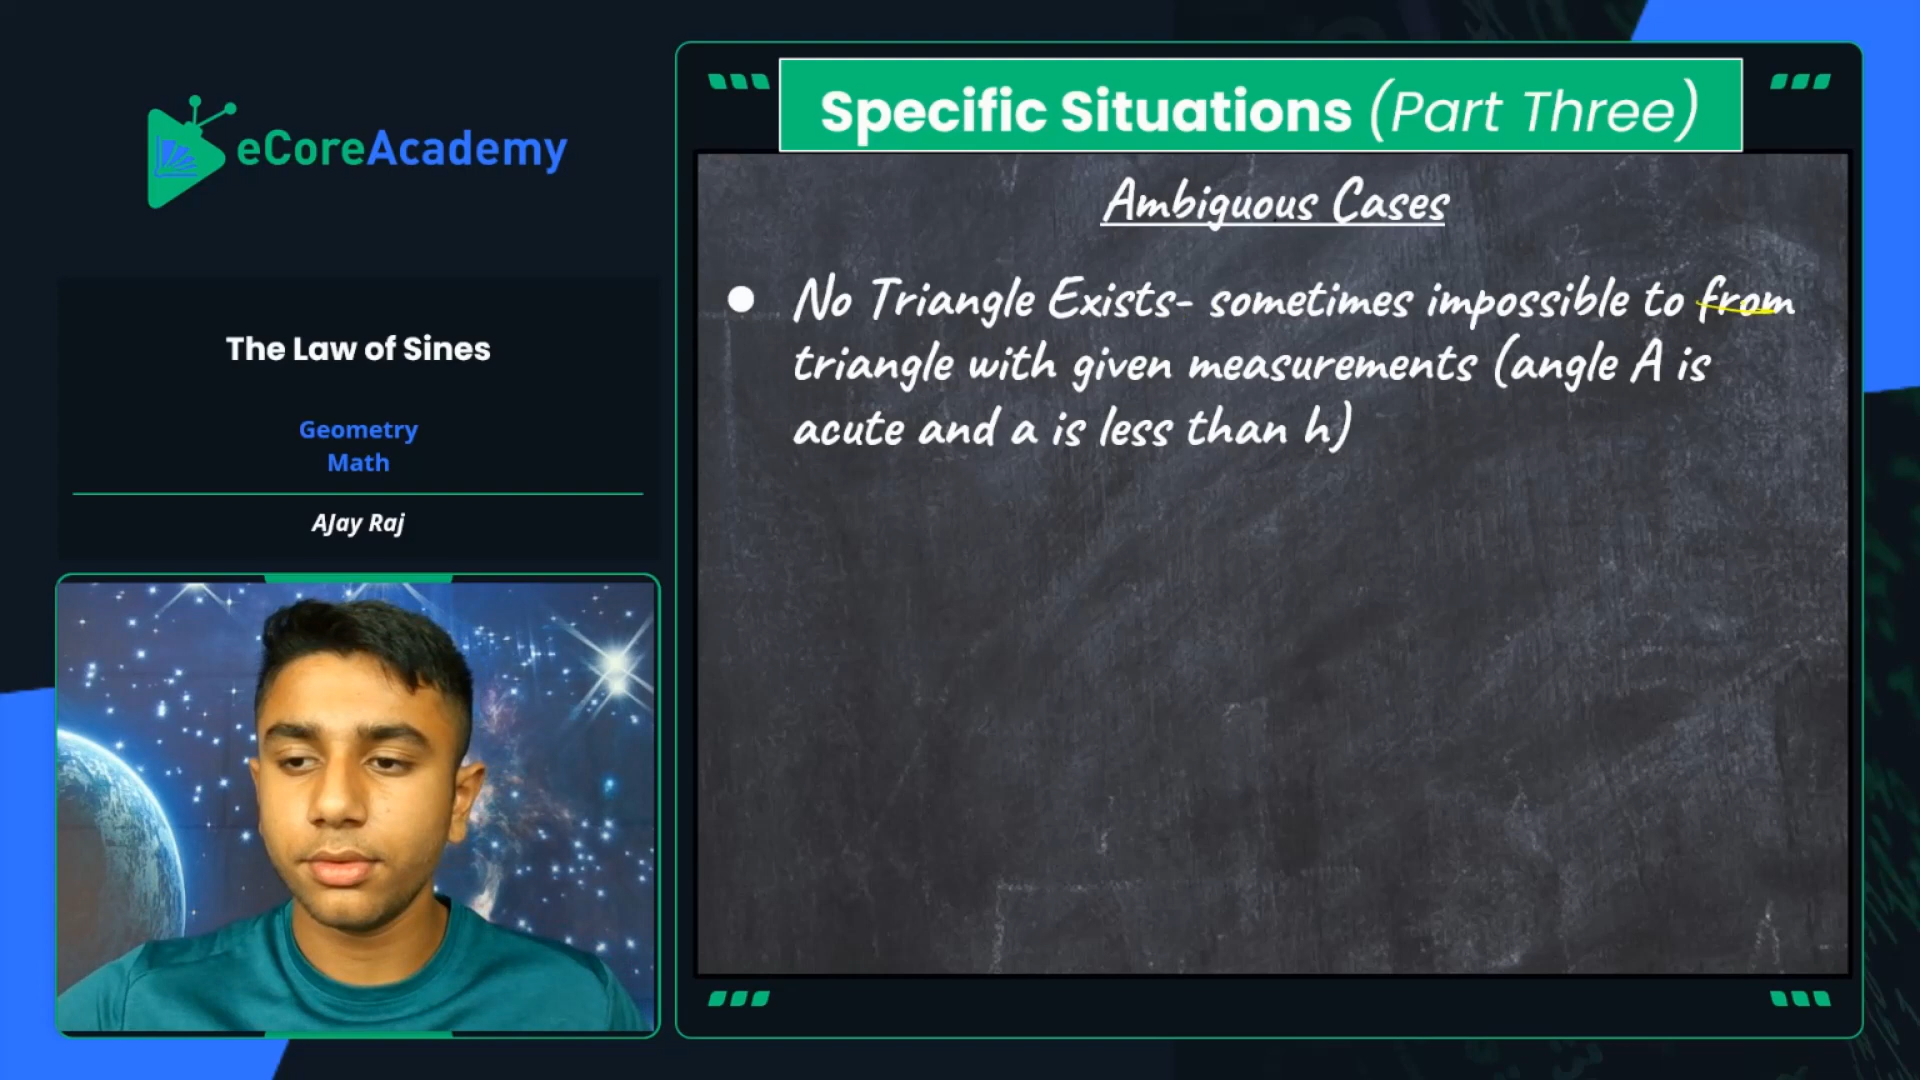 eCoreAcademy
The Law of Sines
Geometry
Math
AJay Raj
Specific Situations (Part Three)
Ambiguous Cases
● No Triangle Exists- sometimes impossible to from
triangle with given measurements (angle A is
acute and a is less than h)